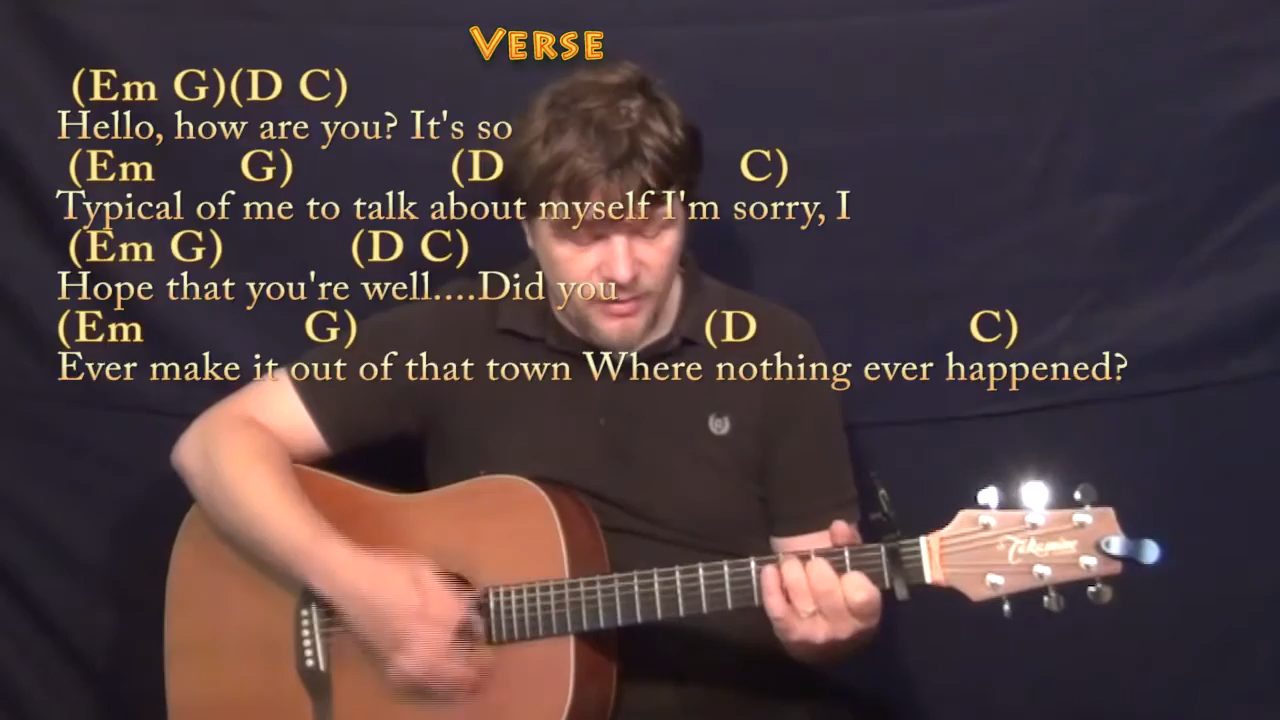 Verse
(Em G)(D C)
Hello, how are you? It's so
(Em G) (D C)
Typical of me to talk about myself I'm sorry, I
(Em G) (D C)
Hope that you're well....Did you
(Em G) (D C)
Ever make it out of that town Where nothing ever happened?
Takamine